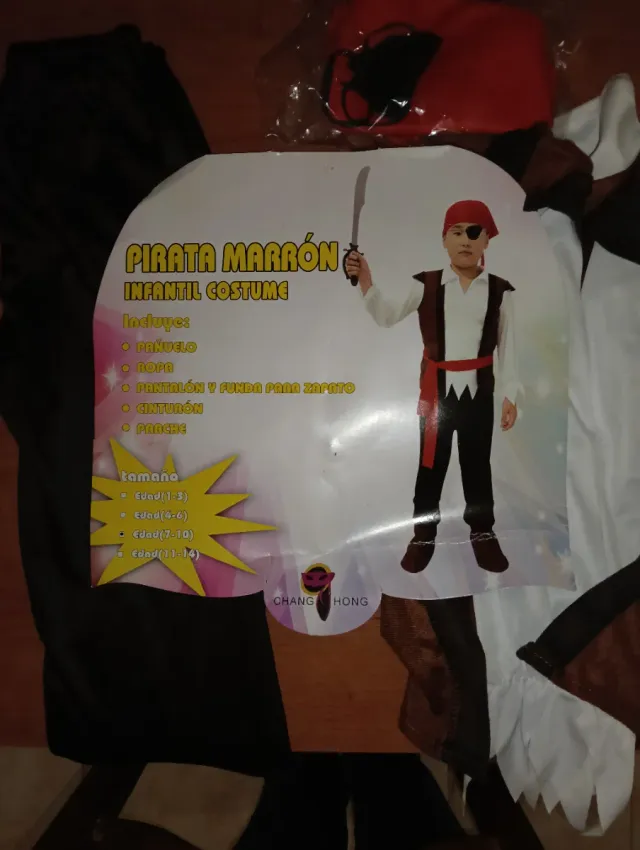 PIRATA MARRÓN
INFANTIL COSTUME
Incluye:
PAÑUELO
ROPA
PANTALÓN Y FUNDA PARA ZAPATO
CINTURÓN
PARCHE
tamaño
Edad(1-3)
Edad(4-6)
Edad(7-10)
Edad(11-14)
CHANG HONG